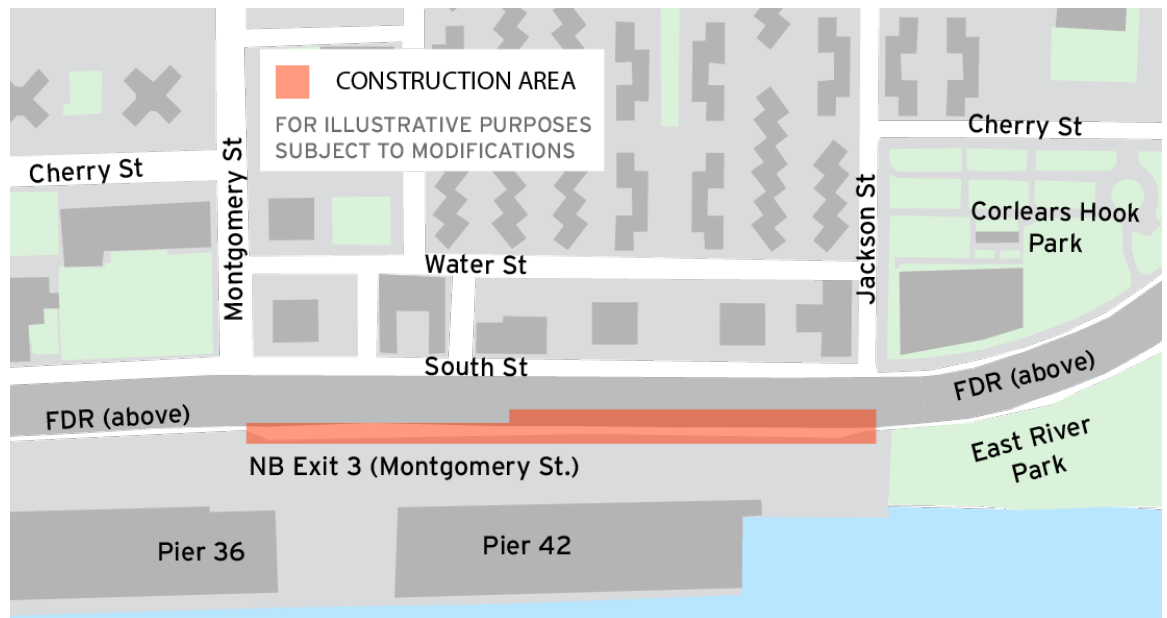 CONSTRUCTION AREA
FOR ILLUSTRATIVE PURPOSES
SUBJECT TO MODIFICATIONS
Cherry St
Cherry St
Montgomery St
Jackson St
Corlears Hook
Park
Water St
South St
FDR (above)
FDR (above)
East River
Park
NB Exit 3 (Montgomery St.)
Pier 36
Pier 42